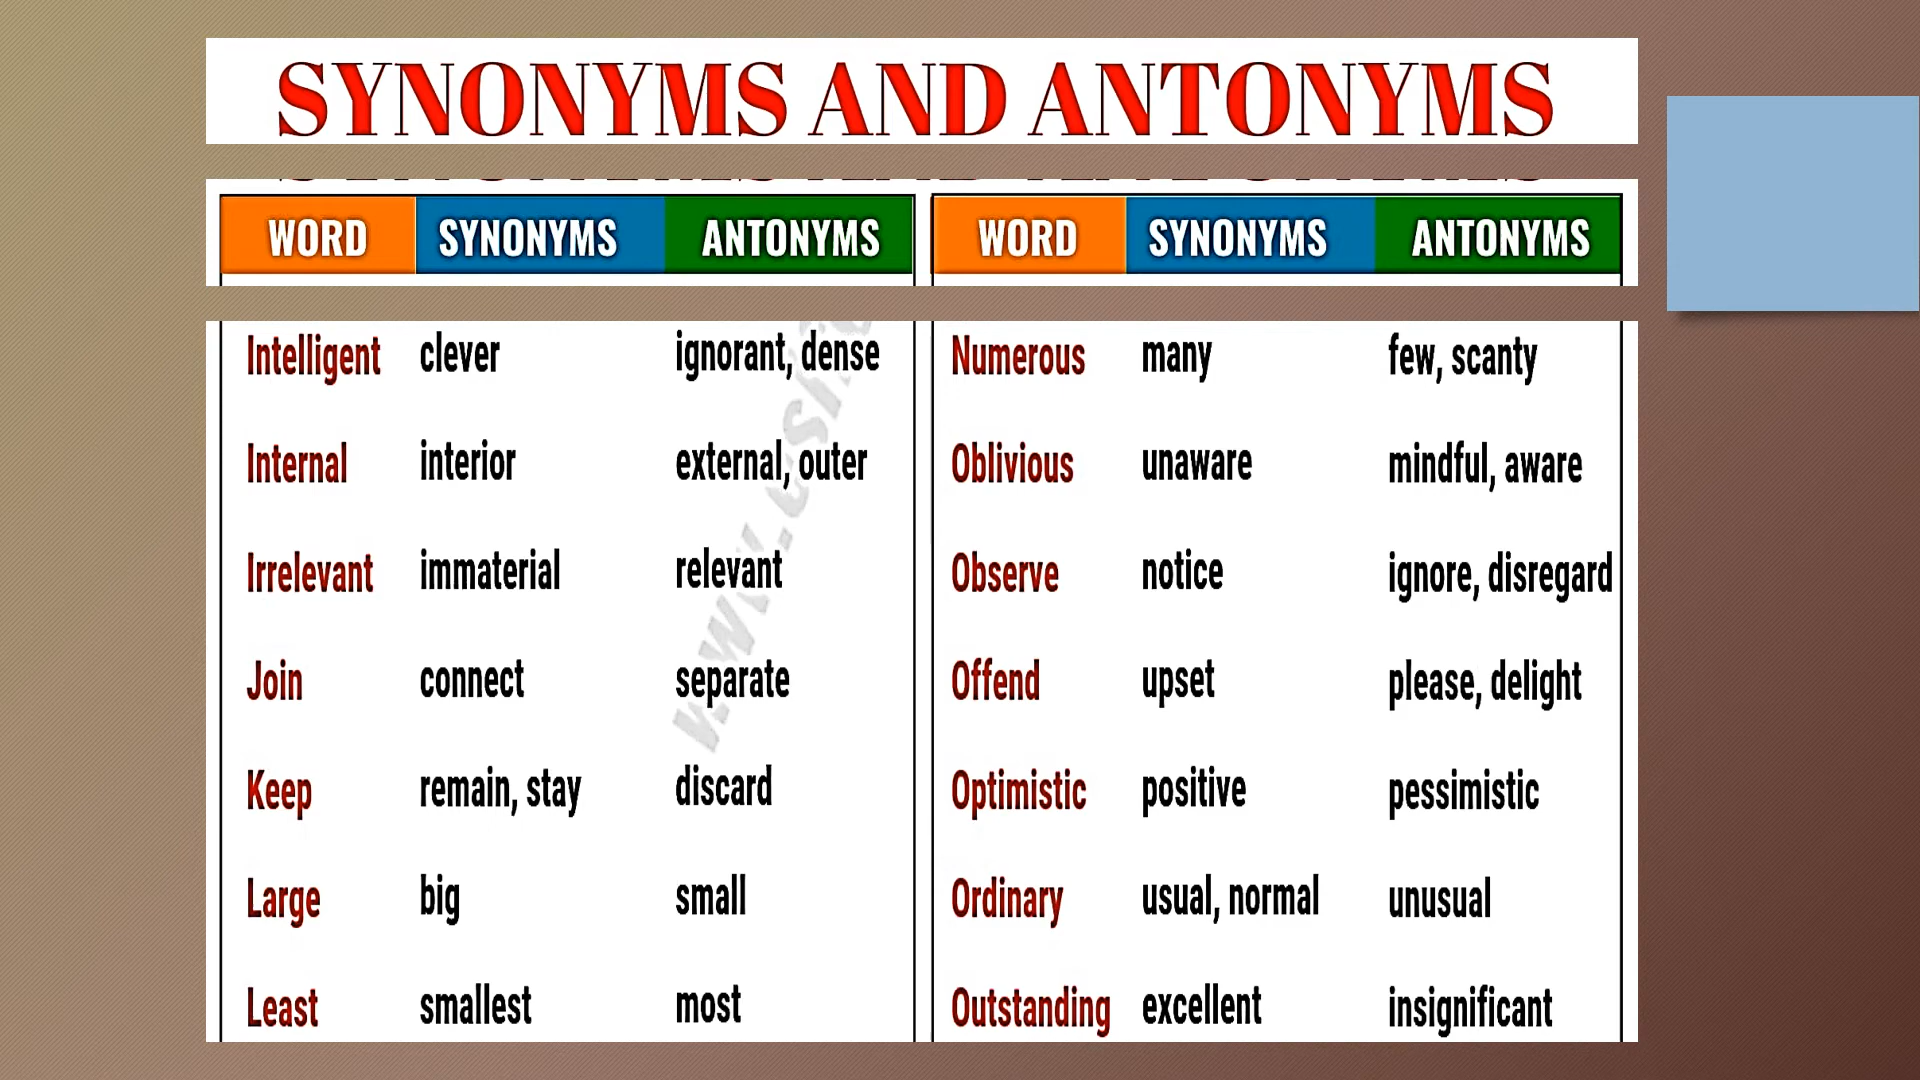 SYNONYMS AND ANTONYMS
WORD SYNONYMS ANTONYMS
Intelligent clever ignorant, dense
Internal interior external, outer
Irrelevant immaterial relevant
Join connect separate
Keep remain, stay discard
Large big small
Least smallest most
WORD SYNONYMS ANTONYMS
Numerous many few, scanty
Oblivious unaware mindful, aware
Observe notice ignore, disregard
Offend upset please, delight
Optimistic positive pessimistic
Ordinary usual, normal unusual
Outstanding excellent insignificant